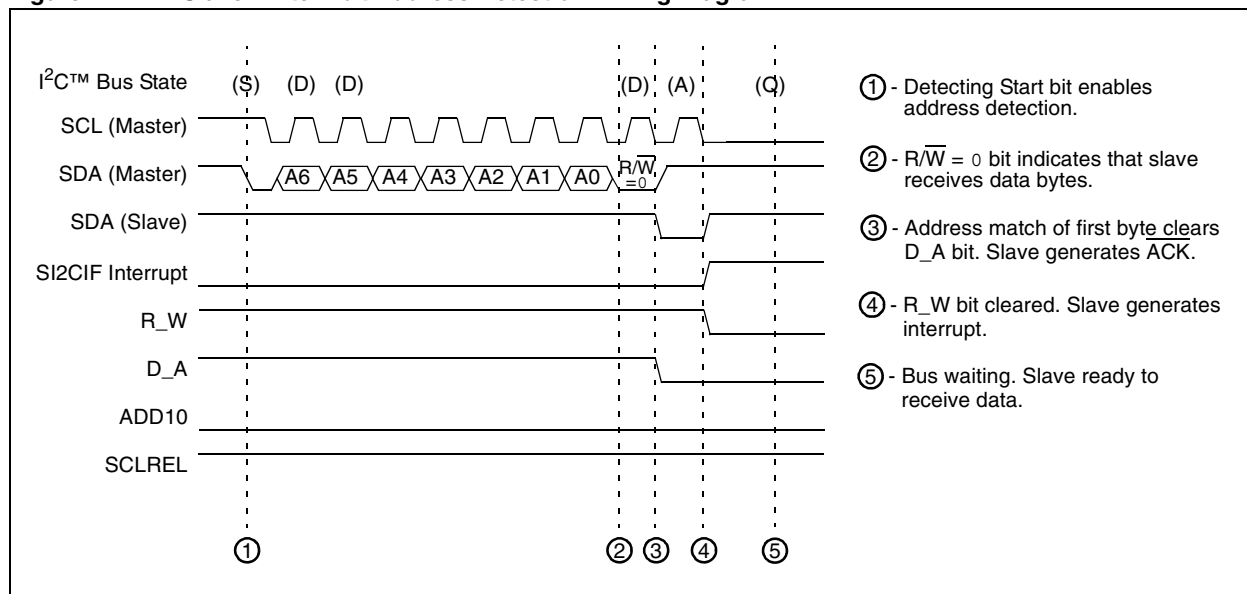 I²C™ Bus State (S) (D) (D) (D) (A) (Q)
SCL (Master)
SDA (Master) A6 A5 A4 A3 A2 A1 A0 R/W̅
=0
SDA (Slave)
SI2CIF Interrupt
R_W
D_A
ADD10
SCLREL
1 2 3 4 5
① - Detecting Start bit enables
address detection.
② - R/W̅ = 0 bit indicates that slave
receives data bytes.
③ - Address match of first byte clears
D_A bit. Slave generates A̅C̅K̅.
④ - R_W bit cleared. Slave generates
interrupt.
⑤ - Bus waiting. Slave ready to
receive data.